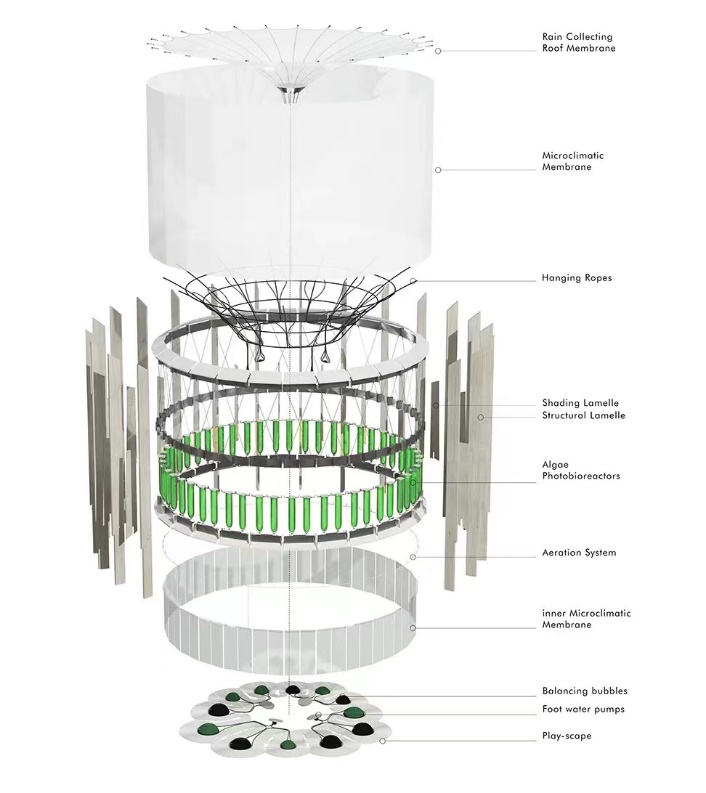 Rain Collecting
Roof Membrane
Microclimatic
Membrane
Hanging Ropes
Shading Lamelle
Structural Lamelle
Algae
Photobioreactors
Aeration System
inner Microclimatic
Membrane
Balancing bubbles
Foot water pumps
Play-scape